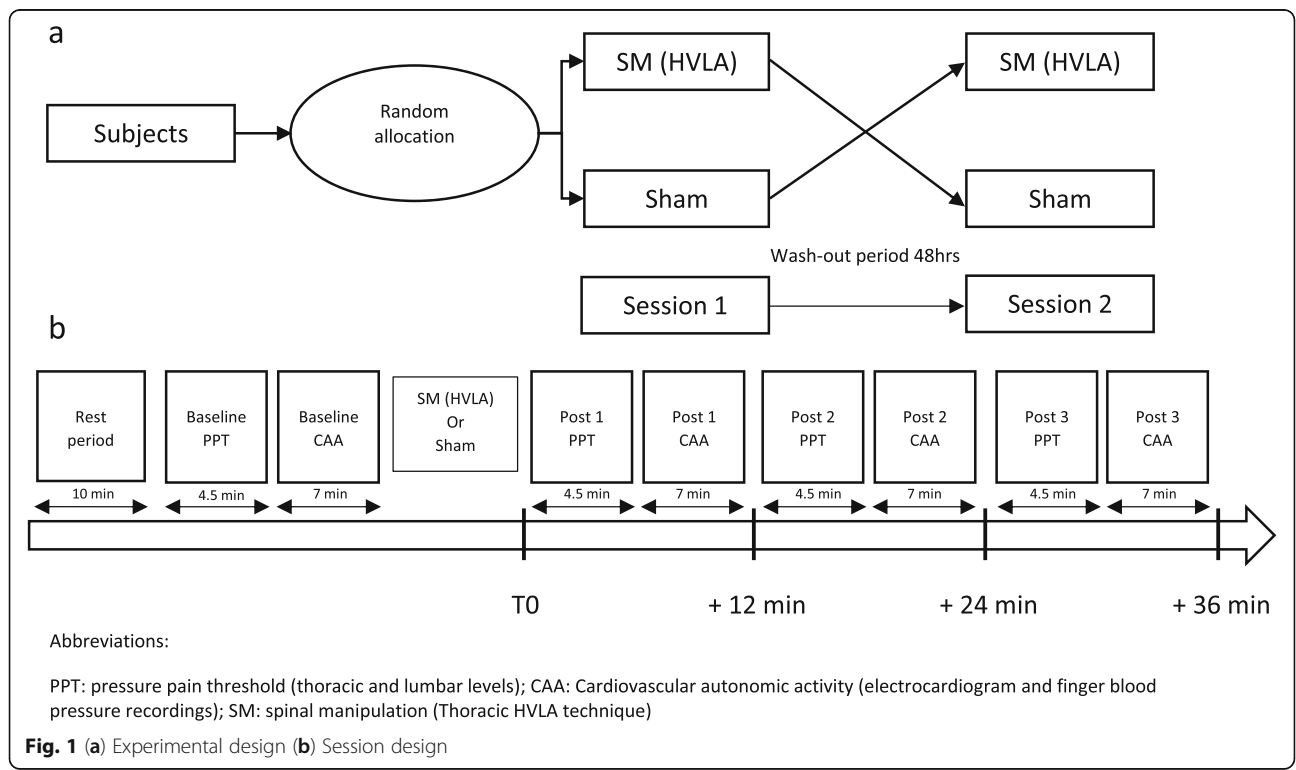 a
Subjects
Random
allocation
SM (HVLA)
SM (HVLA)
Sham
Sham
Wash-out period 48hrs
Session 1
Session 2
b
Rest
period
Baseline
PPT
Baseline
CAA
SM (HVLA)
Or
Sham
Post 1
PPT
Post 1
CAA
Post 2
PPT
Post 2
CAA
Post 3
PPT
Post 3
CAA
10 min
4.5 min
7 min
4.5 min
7 min
4.5 min
7 min
4.5 min
7 min
T0
+ 12 min
+ 24 min
+ 36 min
Abbreviations:
PPT: pressure pain threshold (thoracic and lumbar levels); CAA: Cardiovascular autonomic activity (electrocardiogram and finger blood
pressure recordings); SM: spinal manipulation (Thoracic HVLA technique)
Fig. 1 (a) Experimental design (b) Session design